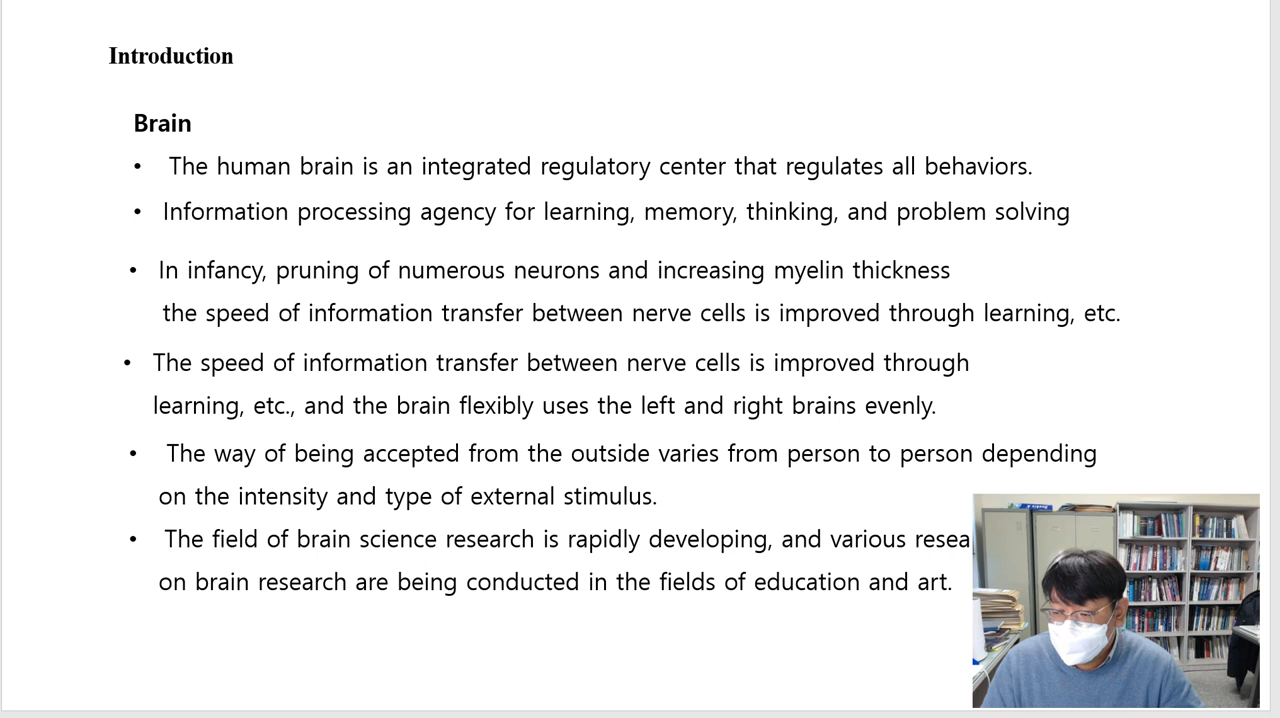 Introduction
Brain
• The human brain is an integrated regulatory center that regulates all behaviors.
• Information processing agency for learning, memory, thinking, and problem solving
• In infancy, pruning of numerous neurons and increasing myelin thickness
the speed of information transfer between nerve cells is improved through learning, etc.
• The speed of information transfer between nerve cells is improved through
learning, etc., and the brain flexibly uses the left and right brains evenly.
• The way of being accepted from the outside varies from person to person depending
on the intensity and type of external stimulus.
• The field of brain science research is rapidly developing, and various resea
on brain research are being conducted in the fields of education and art.